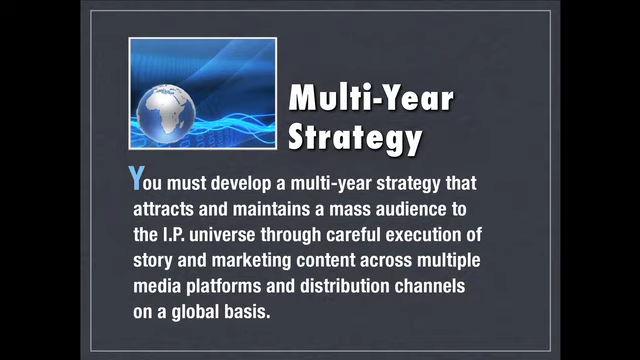 Multi-Year
Strategy
You must develop a multi-year strategy that
attracts and maintains a mass audience to
the I.P. universe through careful execution of
story and marketing content across multiple
media platforms and distribution channels
on a global basis.